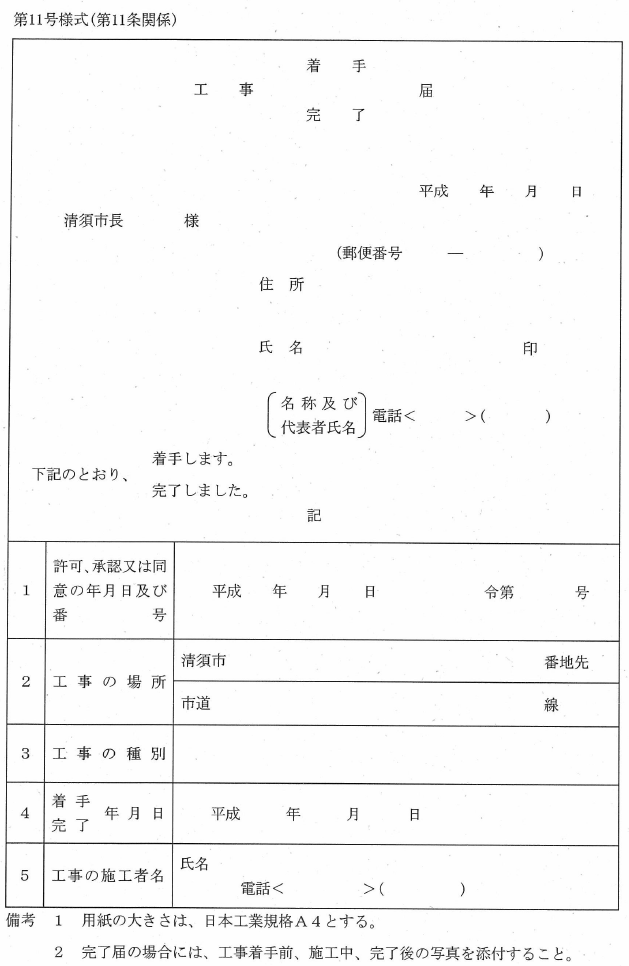 第11号様式(第11条関係)
着　手
工　事　　　　　　　　届
完　了
平成　　年　　月　　日
清須市長　　　　様
(郵便番号　　　―　　　　　)
住　所
氏　名　　　　　　　　　　　　印
名 称 及 び
代表者氏名
電話<　　　>(　　　　)
着手します。
下記のとおり、
完了しました。
記
1
許可、承認又は同
意の年月日及び
番　　　　　号
平成　　年　　月　　日　　　　　　　令第　　　　号
2
工 事 の 場 所
清須市　　　　　　　　　　　　　　　　　　　　　番地先
市道　　　　　　　　　　　　　　　　　　　　　　線
3
工 事 の 種 別
4
着 手
完 了
年 月 日
平成　　　年　　　月　　　日
5
工事の施工者名
氏名
電話<　　　　　>(　　　　　)
備考　1　用紙の大きさは、日本工業規格A4とする。
2　完了届の場合には、工事着手前、施工中、完了後の写真を添付すること。